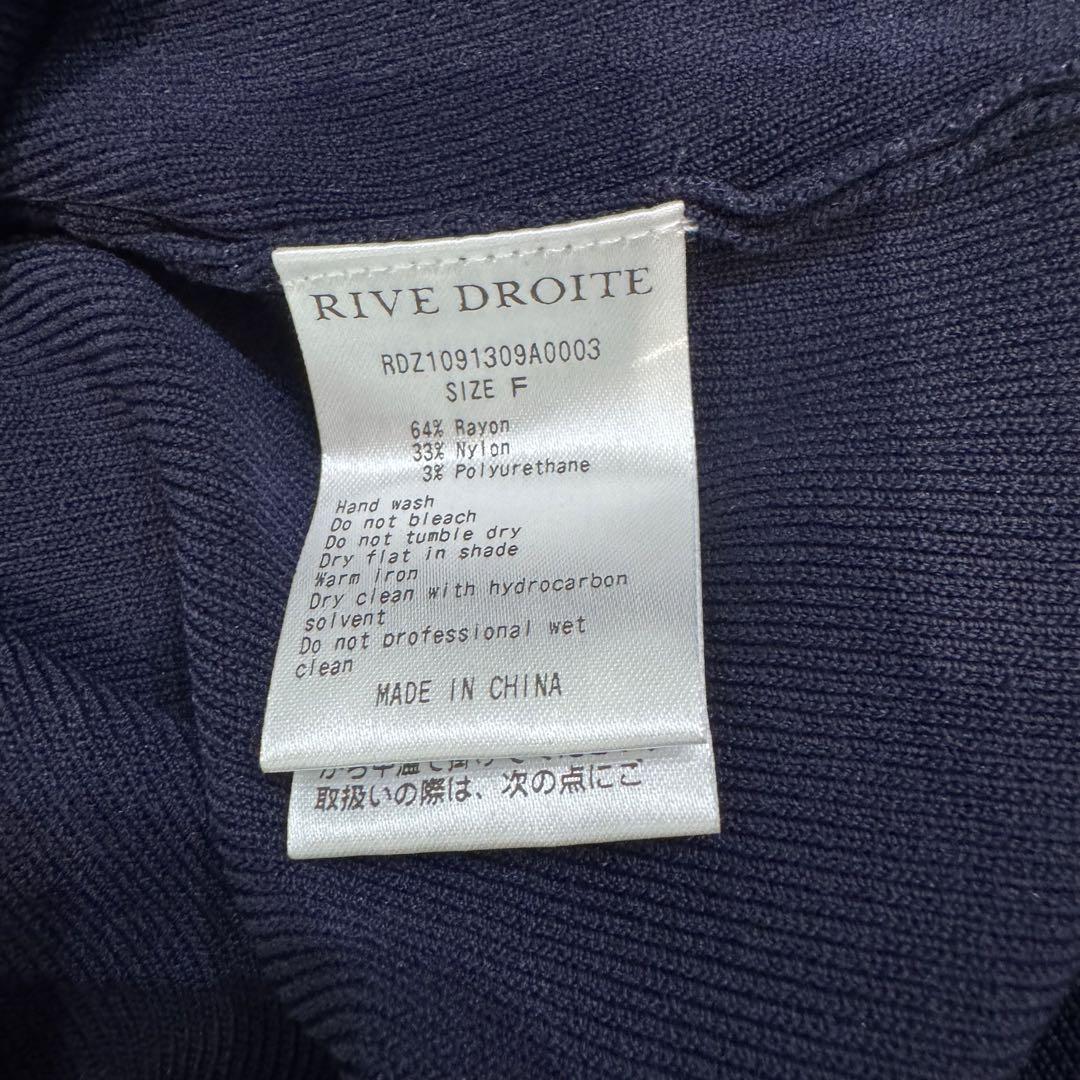 RIVE DROITE
RDZ1091309A0003
SIZE F
64% Rayon
33% Nylon
3% Polyurethane
Hand wash
Do not bleach
Do not tumble dry
Dry flat in shade
Warm iron
Dry clean with hydrocarbon
solvent
Do not professional wet
clean
MADE IN CHINA
取扱いの際は、次の点にご